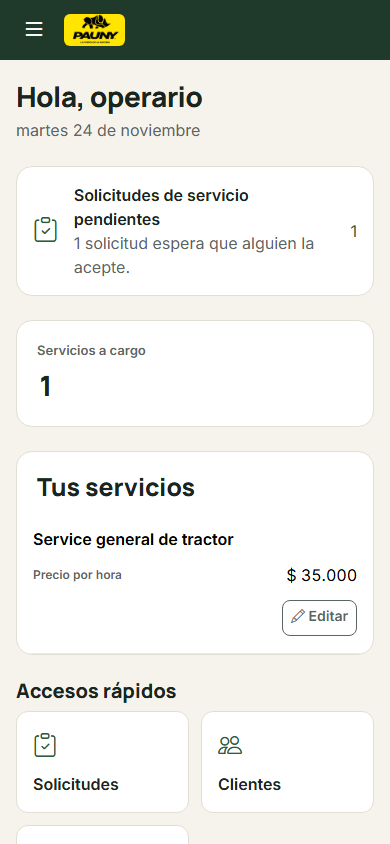 PAUNY
Hola, operario
martes 24 de noviembre
Solicitudes de servicio
pendientes
1 solicitud espera que alguien la
acepte.
1
Servicios a cargo
1
Tus servicios
Service general de tractor
Precio por hora
$ 35.000
Editar
Accesos rápidos
Solicitudes
Clientes